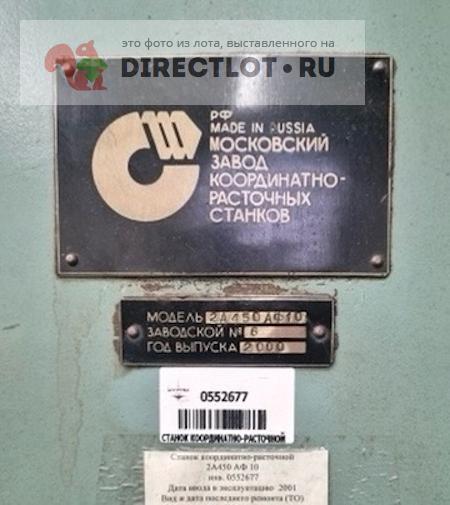 это фото из лота, выставленного на
DIRECTLOT·RU
РФ
MADE IN RUSSIA
МОСКОВСКИЙ
ЗАВОД
КООРДИНАТНО-
РАСТОЧНЫХ
СТАНКОВ
МОДЕЛЬ 2А450АФ10
ЗАВОДСКОЙ № 6
ГОД ВЫПУСКА 2000
0552677
СТАНОК КООРДИНАТНО-РАСТОЧНОЙ
Станок координатно-расточной
2А450 АФ 10
инв. 0552677
Дата ввода в эксплуатацию 2001
Вид и дата последнего ремонта (ТО)